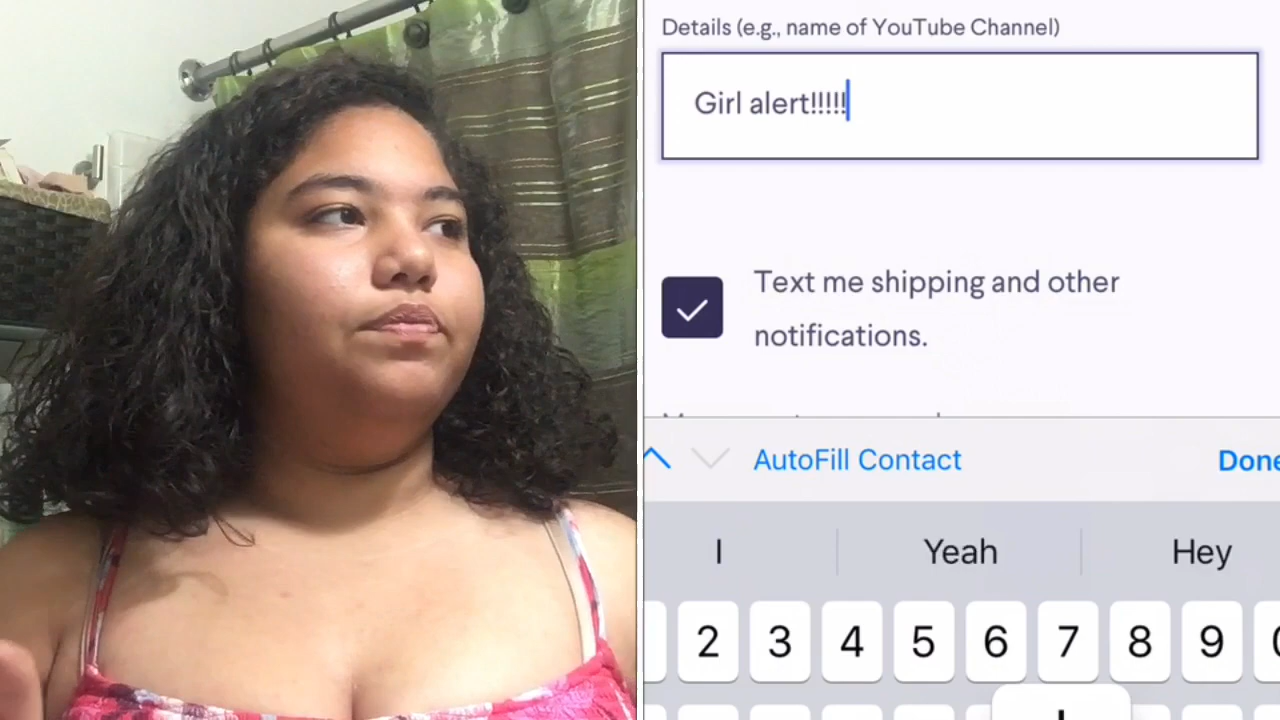 Details (e.g., name of YouTube Channel)
Girl alert!!!!!
Text me shipping and other
notifications.
AutoFill Contact
Done
I
Yeah
Hey
2 3 4 5 6 7 8 9